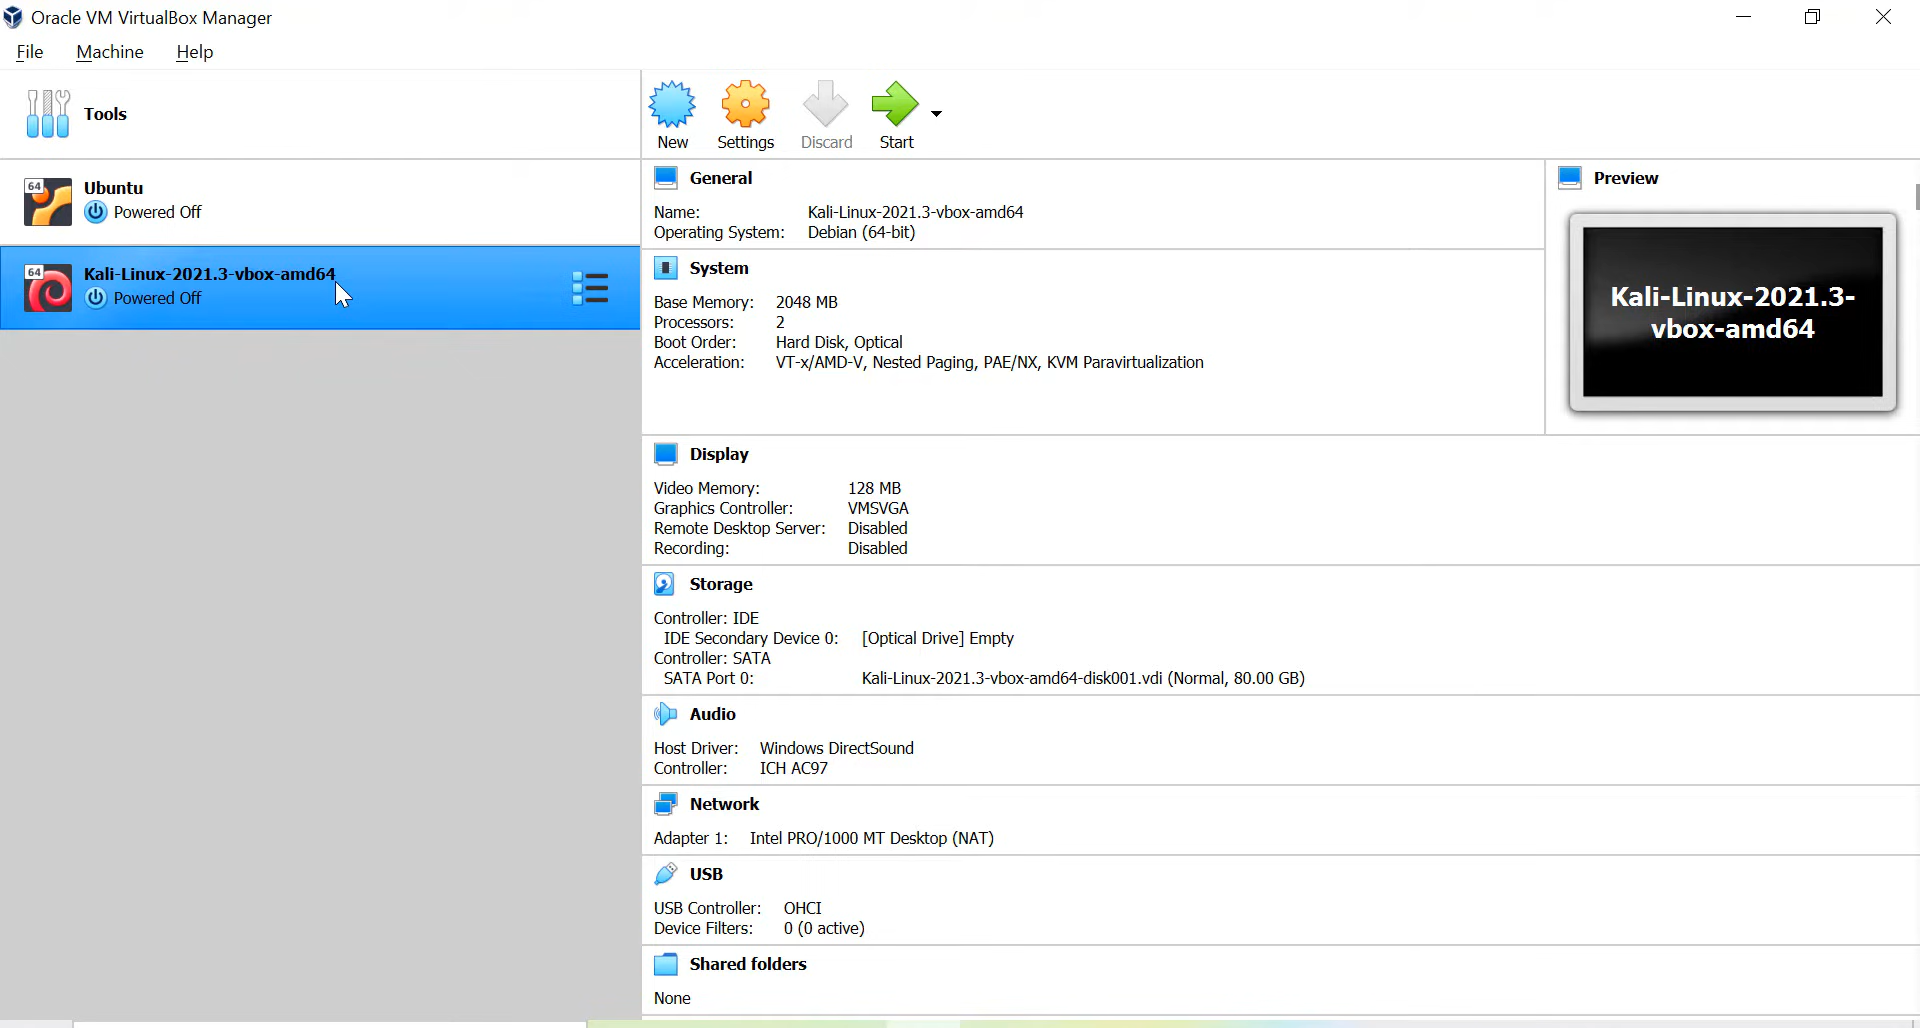 Oracle VM VirtualBox Manager
File Machine Help
Tools
New Settings Discard Start
64 Ubuntu
Powered Off
64 Kali-Linux-2021.3-vbox-amd64
Powered Off
General
Name: Kali-Linux-2021.3-vbox-amd64
Operating System: Debian (64-bit)
System
Base Memory: 2048 MB
Processors: 2
Boot Order: Hard Disk, Optical
Acceleration: VT-x/AMD-V, Nested Paging, PAE/NX, KVM Paravirtualization
Preview
Kali-Linux-2021.3-
vbox-amd64
Display
Video Memory: 128 MB
Graphics Controller: VMSVGA
Remote Desktop Server: Disabled
Recording: Disabled
Storage
Controller: IDE
IDE Secondary Device 0: [Optical Drive] Empty
Controller: SATA
SATA Port 0: Kali-Linux-2021.3-vbox-amd64-disk001.vdi (Normal, 80.00 GB)
Audio
Host Driver: Windows DirectSound
Controller: ICH AC97
Network
Adapter 1: Intel PRO/1000 MT Desktop (NAT)
USB
USB Controller: OHCI
Device Filters: 0 (0 active)
Shared folders
None